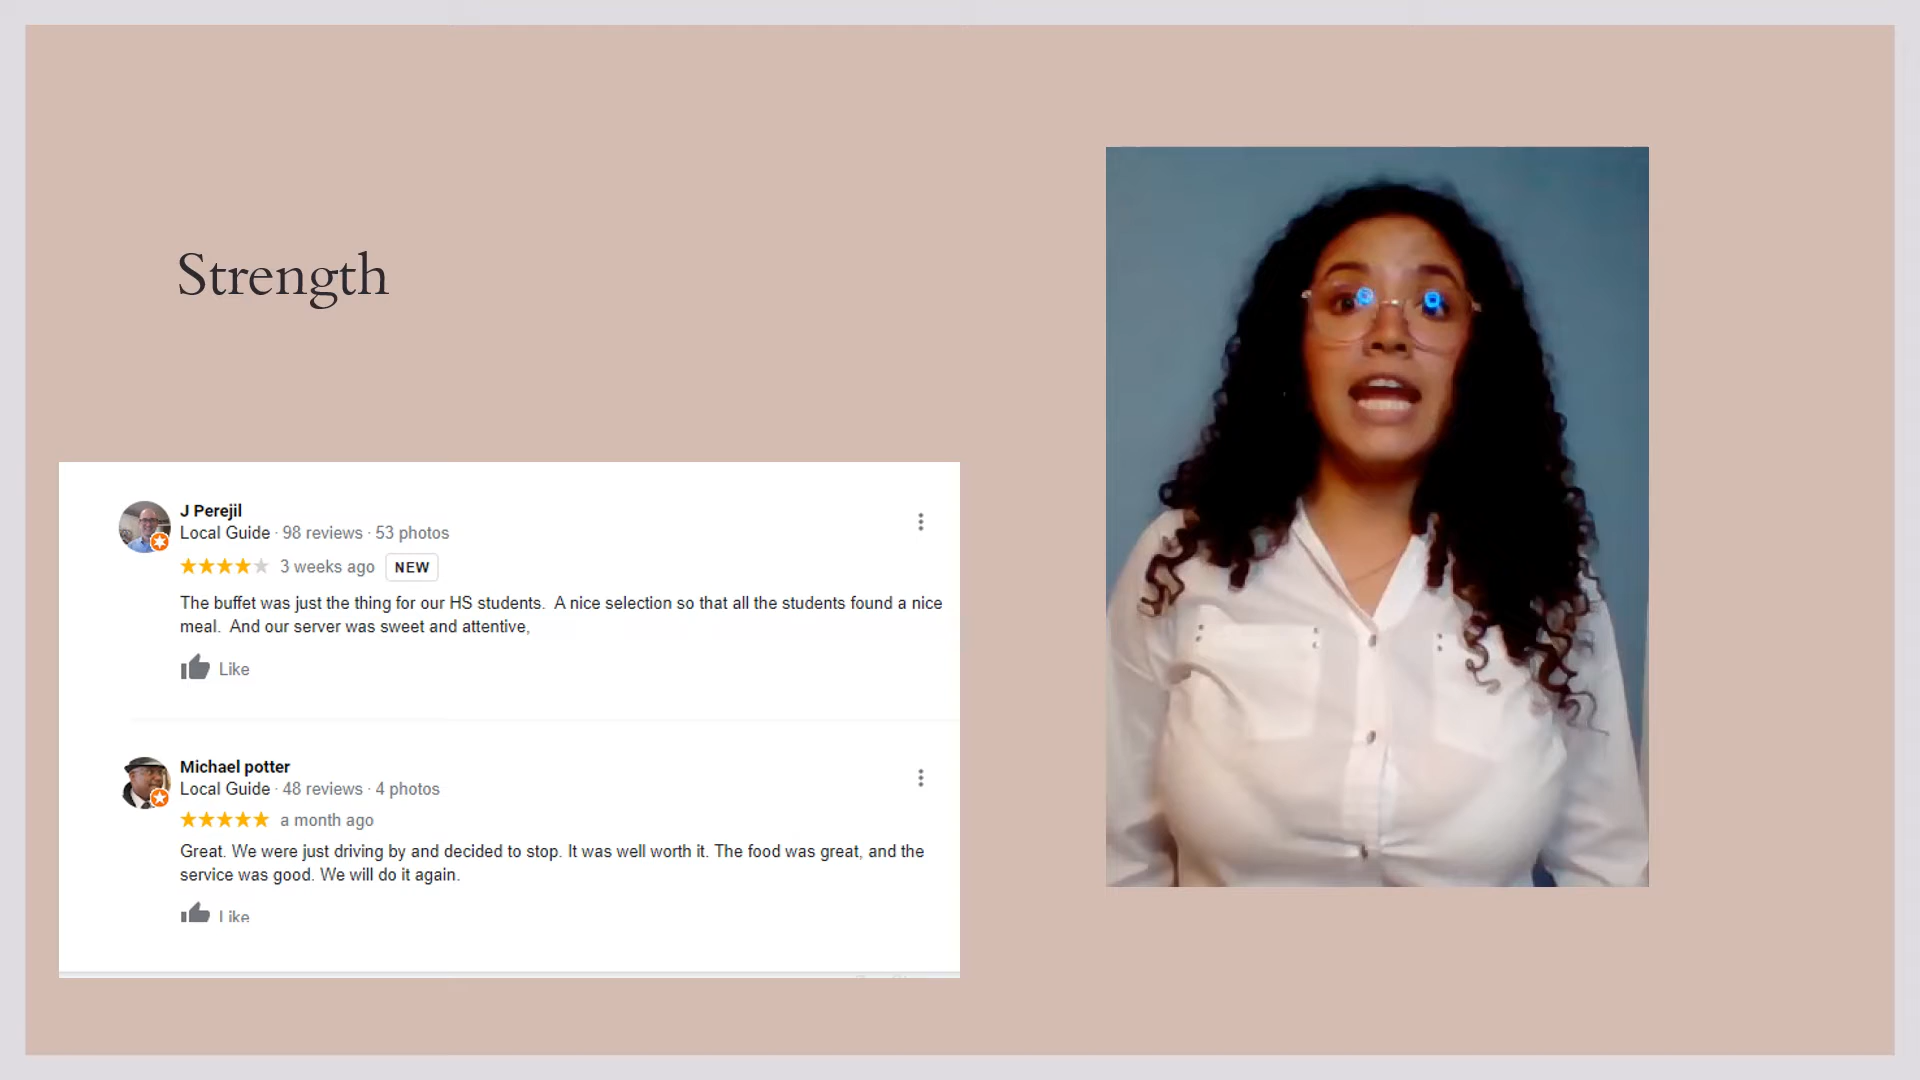 Strength
J Perejil
Local Guide · 98 reviews · 53 photos
3 weeks ago NEW
The buffet was just the thing for our HS students.  A nice selection so that all the students found a nice
meal.  And our server was sweet and attentive,
Like
Michael potter
Local Guide · 48 reviews · 4 photos
a month ago
Great. We were just driving by and decided to stop. It was well worth it. The food was great, and the
service was good. We will do it again.
Like